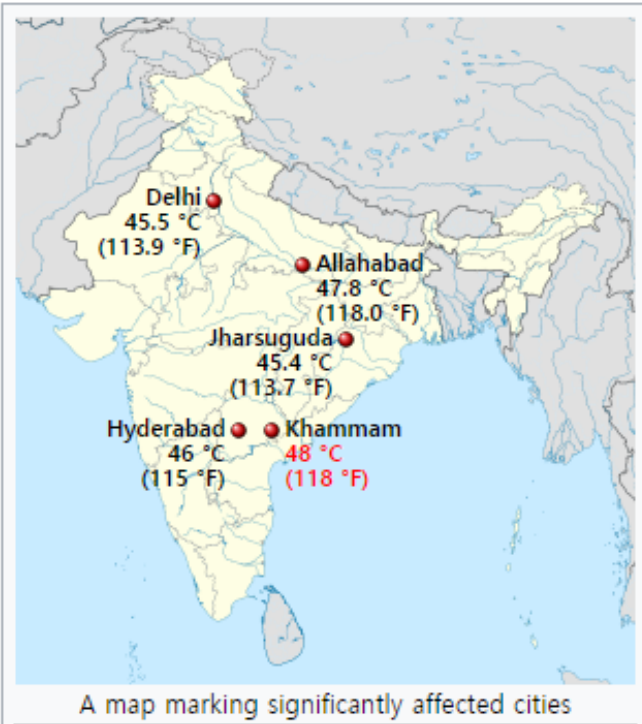 Delhi
45.5 °C
(113.9 °F)
Allahabad
47.8 °C
(118.0 °F)
Jharsuguda
45.4 °C
(113.7 °F)
Hyderabad
46 °C
(115 °F)
Khammam
48 °C
(118 °F)
A map marking significantly affected cities